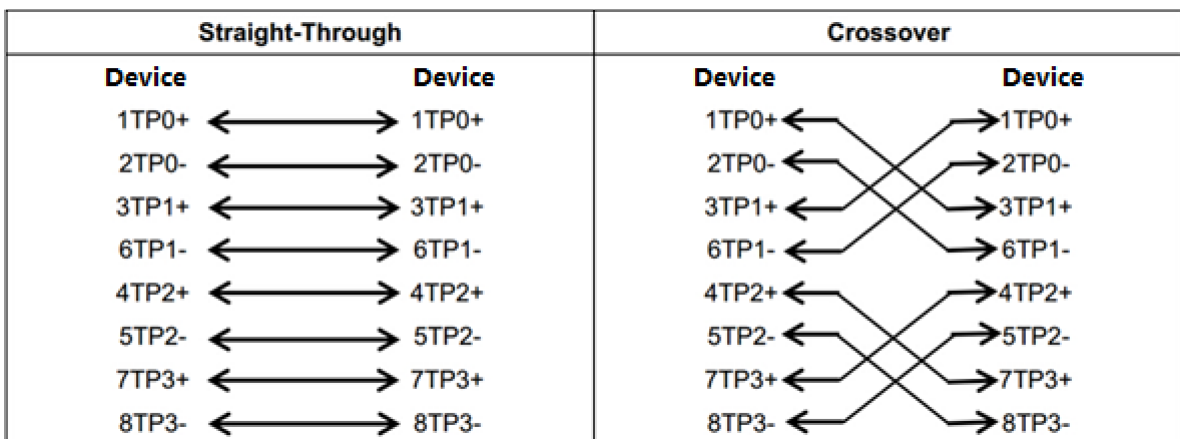 Straight-Through Crossover
Device Device Device Device
1TP0+ 1TP0+ 1TP0+ 1TP0+
2TP0- 2TP0- 2TP0- 2TP0-
3TP1+ 3TP1+ 3TP1+ 3TP1+
6TP1- 6TP1- 6TP1- 6TP1-
4TP2+ 4TP2+ 4TP2+ 4TP2+
5TP2- 5TP2- 5TP2- 5TP2-
7TP3+ 7TP3+ 7TP3+ 7TP3+
8TP3- 8TP3- 8TP3- 8TP3-